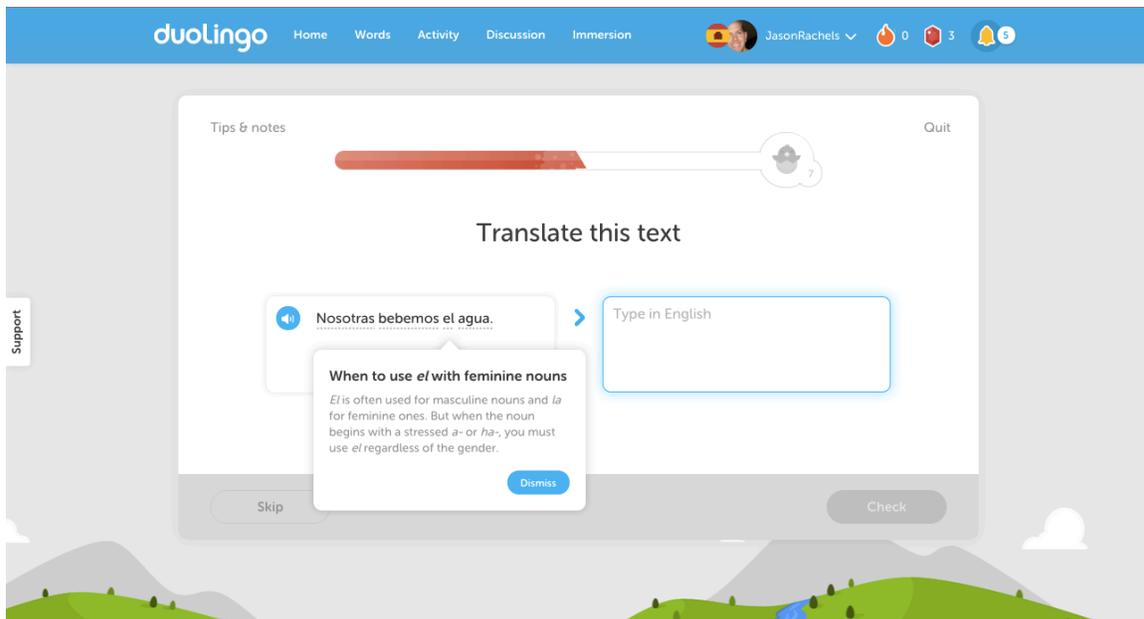 duolingo Home Words Activity Discussion Immersion JasonRachels 0 3 5
Tips & notes Quit
7
Translate this text
Nosotras bebemos el agua. Type in English
Support
When to use el with feminine nouns
El is often used for masculine nouns and la
for feminine ones. But when the noun
begins with a stressed a- or ha-, you must
use el regardless of the gender.
Dismiss
Skip Check